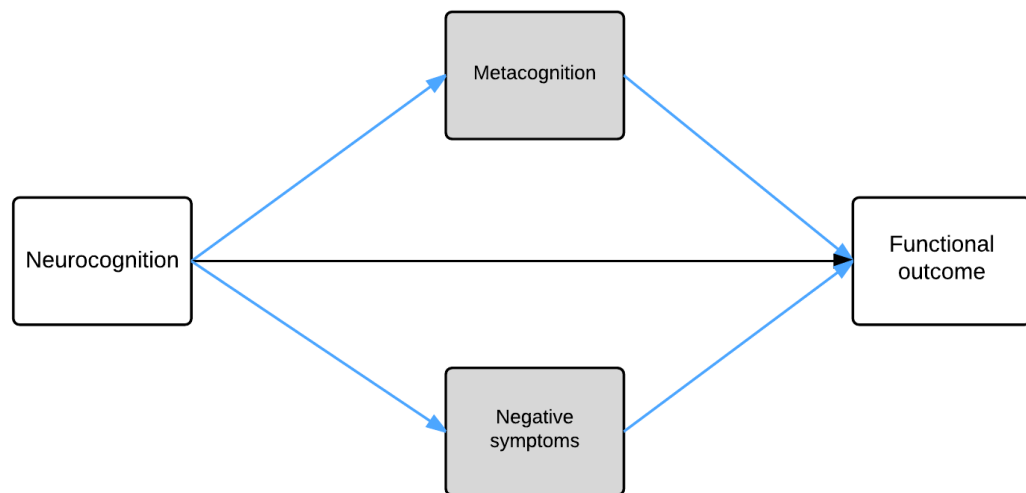 Metacognition
Neurocognition
Functional
outcome
Negative
symptoms